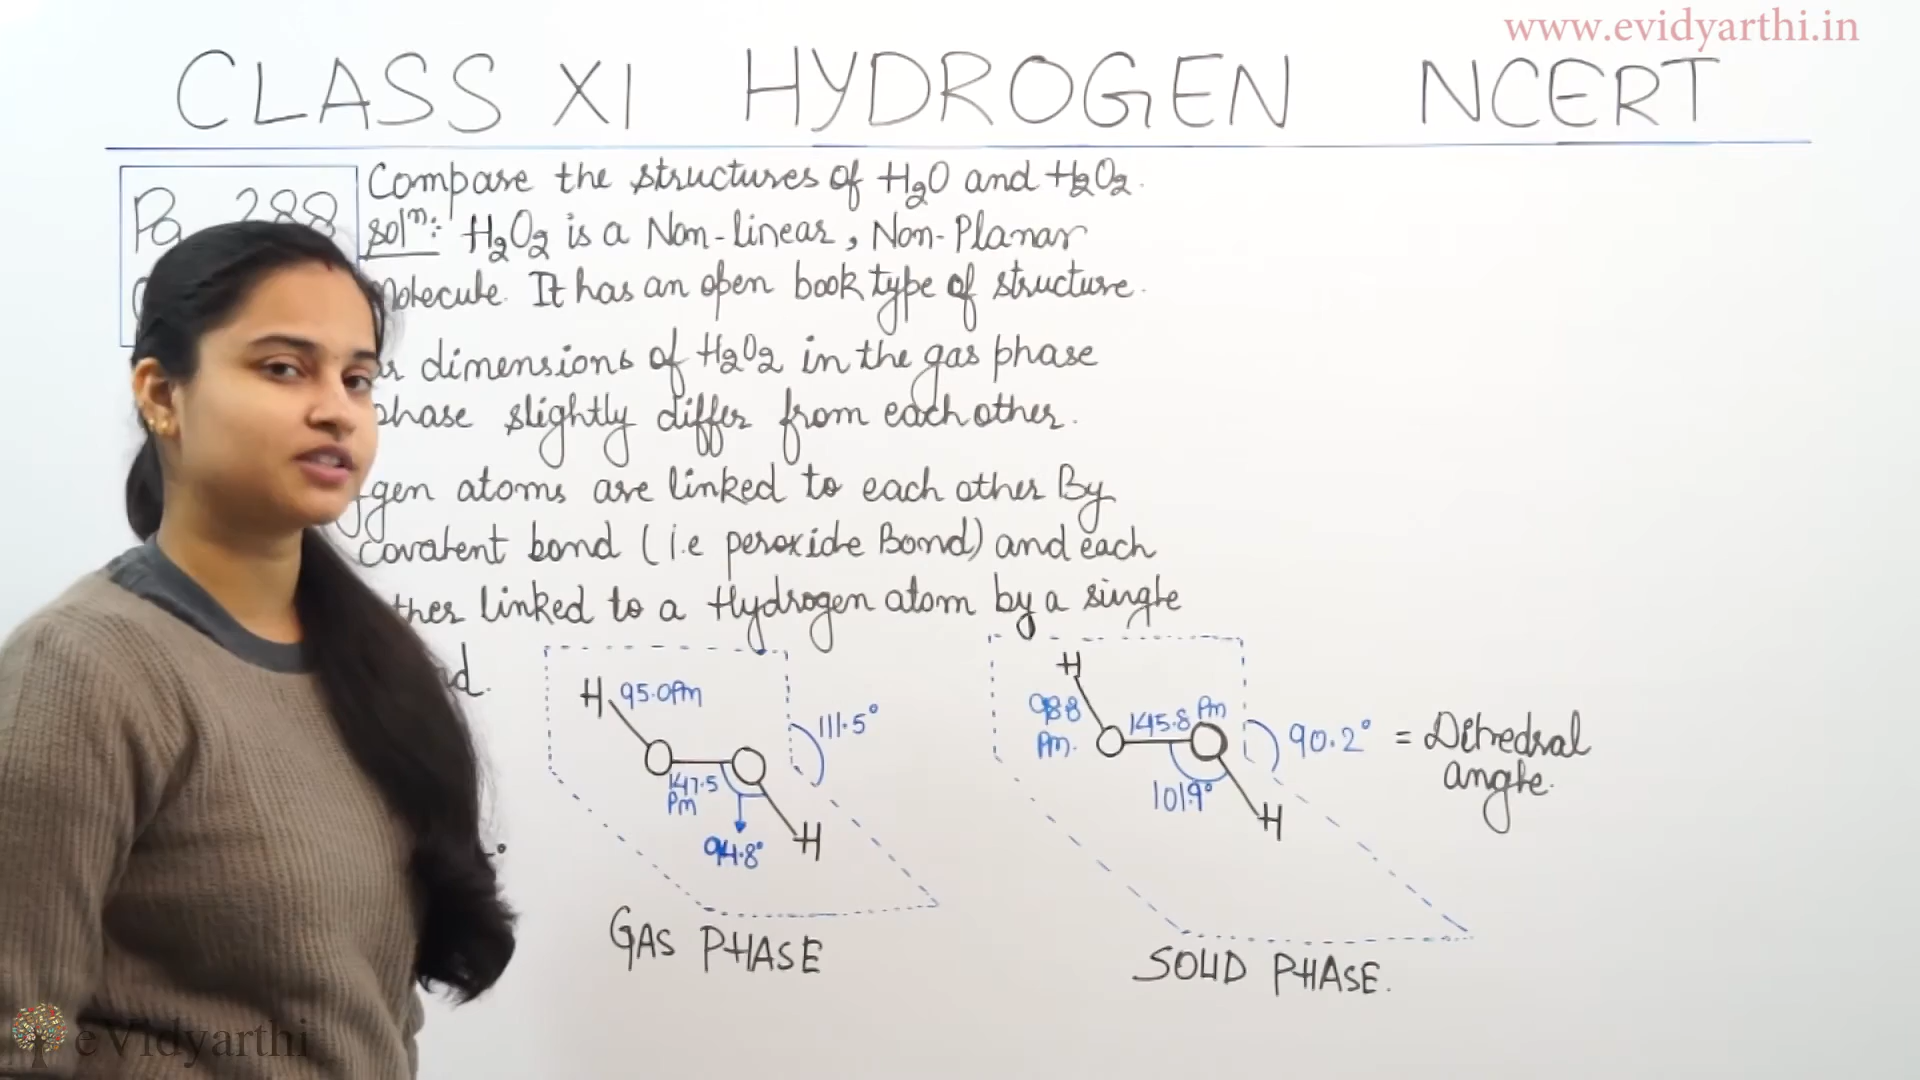 www.evidyarthi.in
CLASS XI HYDROGEN NCERT
Pg 288
Compare the structures of H₂O and H₂O₂.
solⁿ: H₂O₂ is a Non-linear, Non-Planar
molecule. It has an open book type of structure.
dimensions of H₂O₂ in the gas phase
phase slightly differ from each other.
gen atoms are linked to each other By
covalent bond (i.e peroxide Bond) and each
linked to a Hydrogen atom by a single
H 95.0Pm
147.5
Pm
94.8°
H
111.5°
GAS PHASE
H
98.8
Pm.
145.8 Pm
101.9°
H
90.2° = Dihedral
angle.
SOLID PHASE.
eVidyarthi